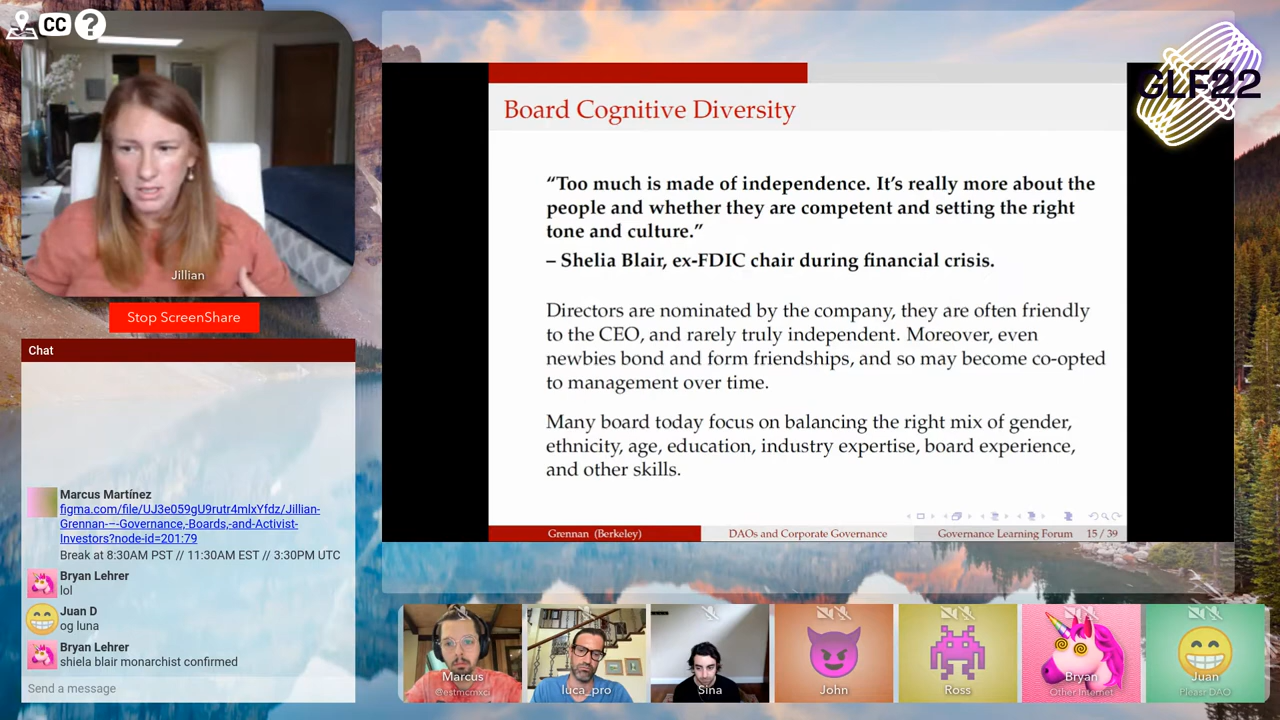 CC
?
Jillian
Stop ScreenShare
Chat
Marcus Martínez
figma.com/file/UJ3e059gU9rutr4mlxYfdz/Jillian-
Grennan-–-Governance,-Boards,-and-Activist-
Investors?node-id=201:79
Break at 8:30AM PST // 11:30AM EST // 3:30PM UTC
Bryan Lehrer
lol
Juan D
og luna
Bryan Lehrer
shiela blair monarchist confirmed
Send a message
GLF22
Board Cognitive Diversity
“Too much is made of independence. It’s really more about the
people and whether they are competent and setting the right
tone and culture.”
– Shelia Blair, ex-FDIC chair during financial crisis.
Directors are nominated by the company, they are often friendly
to the CEO, and rarely truly independent. Moreover, even
newbies bond and form friendships, and so may become co-opted
to management over time.
Many board today focus on balancing the right mix of gender,
ethnicity, age, education, industry expertise, board experience,
and other skills.
Grennan (Berkeley) DAOs and Corporate Governance Governance Learning Forum 15 / 39
Marcus
@estmcmxci
luca_pro
Sina
John
Ross
Bryan
Other Internet
Juan
PleasrDAO